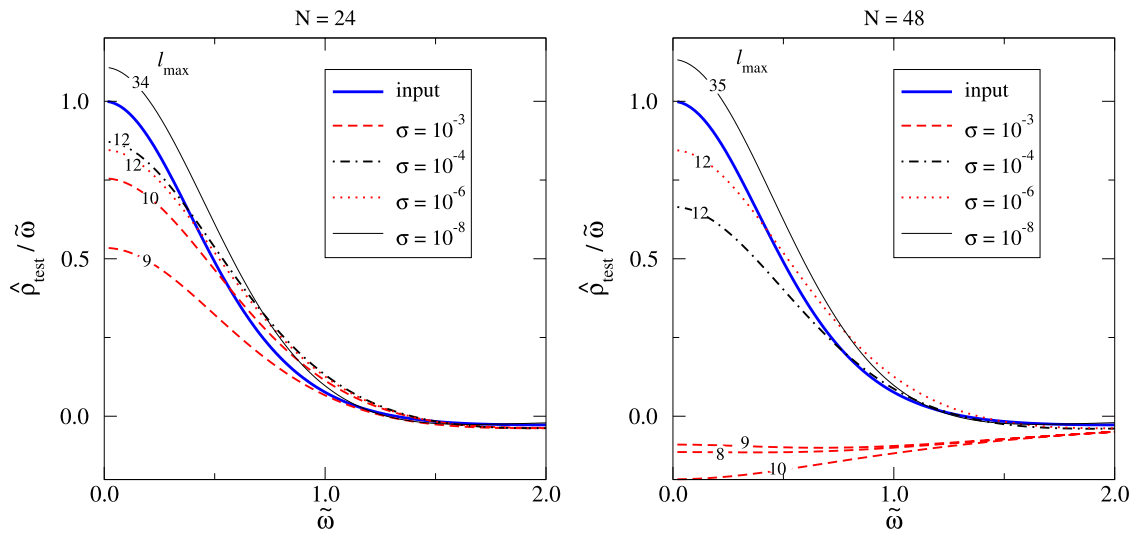 N = 24
l_max
34
12
12
10
9
input
σ = 10^-3
σ = 10^-4
σ = 10^-6
σ = 10^-8
1.0
0.5
0.0
ρ̂_test / ω̃
0.0 1.0 2.0
ω̃
N = 48
l_max
35
12
12
9
8
10
input
σ = 10^-3
σ = 10^-4
σ = 10^-6
σ = 10^-8
1.0
0.5
0.0
ρ̂_test / ω̃
0.0 1.0 2.0
ω̃